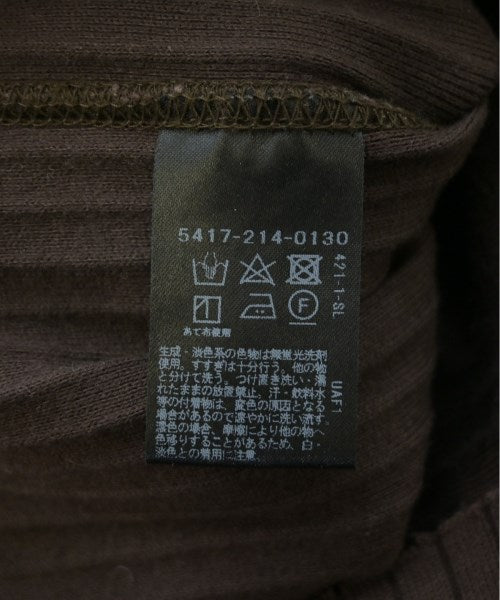 5417-214-0130
421-1-SL
あて布使用
生成・淡色系の色物は無蛍光洗剤
使用。すすぎは十分行う。他の物
と分けて洗う。つけ置き洗い・濡
れたままの放置禁止。汗・飲料水
等の付着物は、変色の原因となる
場合があるので速やかに洗う。濃
色の場合、摩擦により他の物へ
色移りすることがあるため、白・
淡色との着用に注意。
UAF1